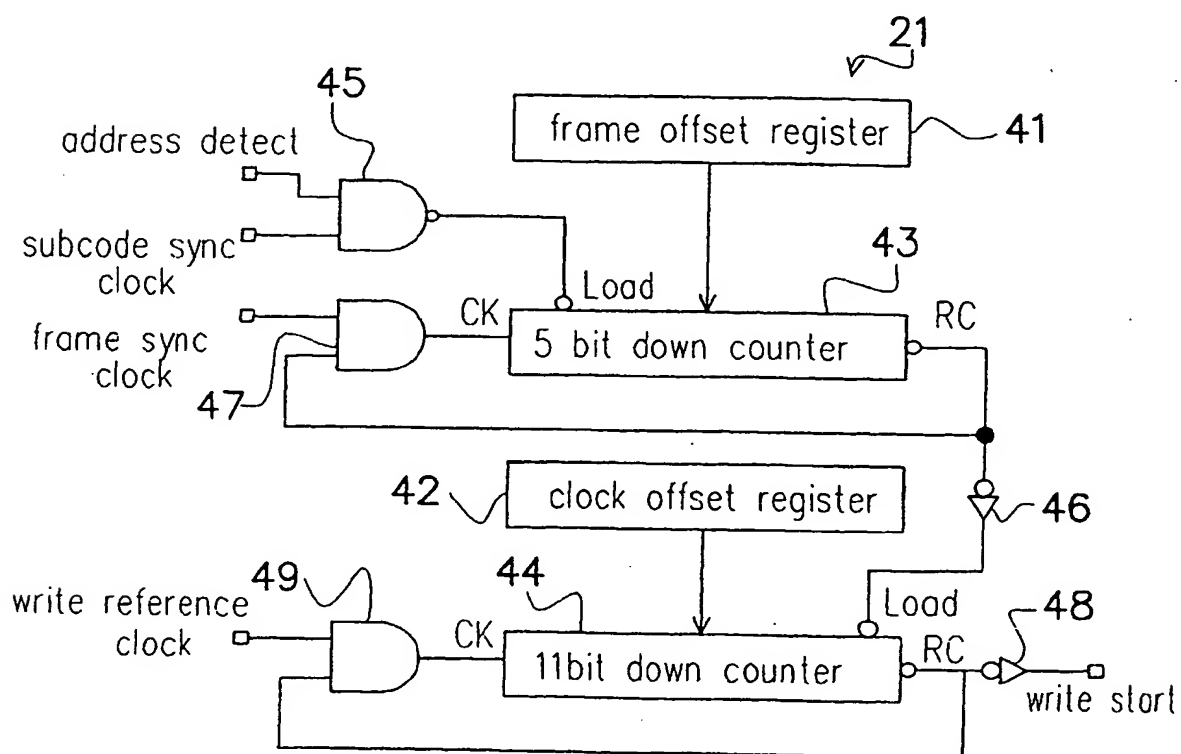 21
45
frame offset register
41
address detect
subcode sync
clock
43
Load
CK
RC
5 bit down counter
frame sync
clock
47
42
clock offset register
46
49
44
Load
48
write reference
clock
CK
RC
11bit down counter
write start